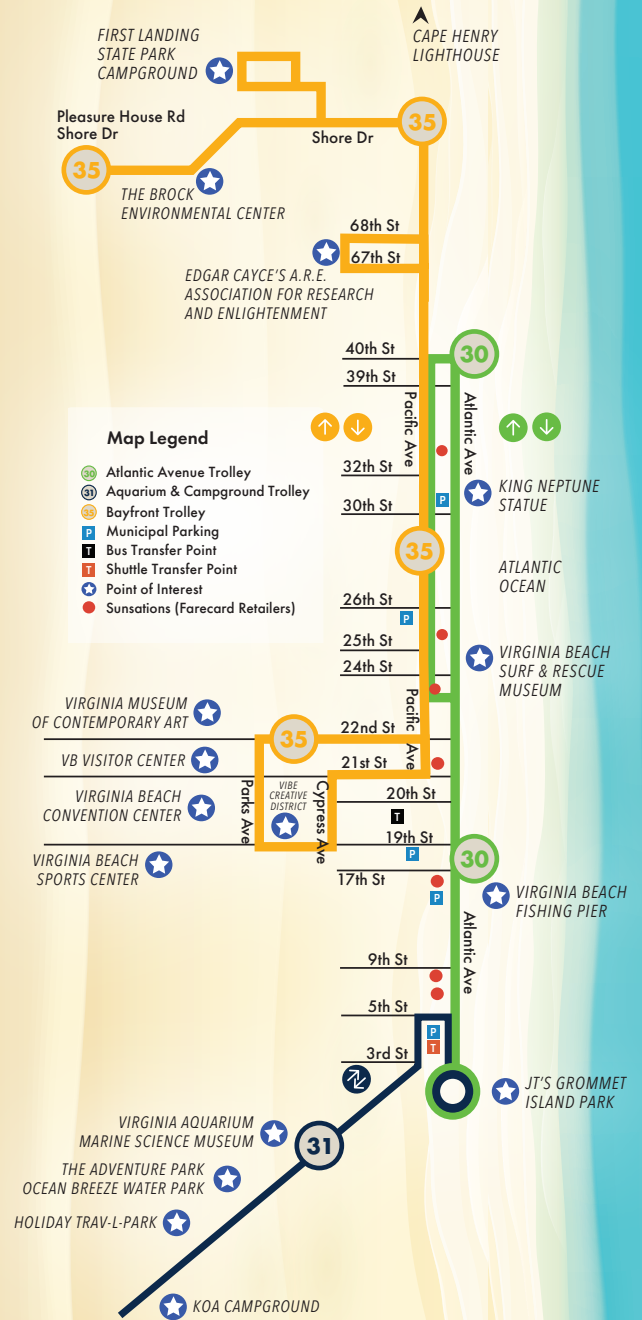 CAPE HENRY
LIGHTHOUSE
FIRST LANDING
STATE PARK
CAMPGROUND
Pleasure House Rd
Shore Dr
35
Shore Dr
35
THE BROCK
ENVIRONMENTAL CENTER
68th St
67th St
EDGAR CAYCE'S A.R.E.
ASSOCIATION FOR RESEARCH
AND ENLIGHTENMENT
40th St
30
39th St
Pacific Ave
Atlantic Ave
Map Legend
30 Atlantic Avenue Trolley
31 Aquarium & Campground Trolley
35 Bayfront Trolley
P Municipal Parking
T Bus Transfer Point
T Shuttle Transfer Point
Point of Interest
Sunsations (Farecard Retailers)
32th St
P
KING NEPTUNE
STATUE
30th St
35
ATLANTIC
OCEAN
26th St
P
25th St
24th St
VIRGINIA BEACH
SURF & RESCUE
MUSEUM
Pacific Ave
VIRGINIA MUSEUM
OF CONTEMPORARY ART
22nd St
35
VB VISITOR CENTER
21st St
VIRGINIA BEACH
CONVENTION CENTER
Parks Ave
VIBE
CREATIVE
DISTRICT
Cypress Ave
20th St
T
19th St
P
30
VIRGINIA BEACH
SPORTS CENTER
17th St
P
VIRGINIA BEACH
FISHING PIER
Atlantic Ave
9th St
5th St
P
T
3rd St
JT'S GROMMET
ISLAND PARK
VIRGINIA AQUARIUM
MARINE SCIENCE MUSEUM
31
THE ADVENTURE PARK
OCEAN BREEZE WATER PARK
HOLIDAY TRAV-L-PARK
KOA CAMPGROUND